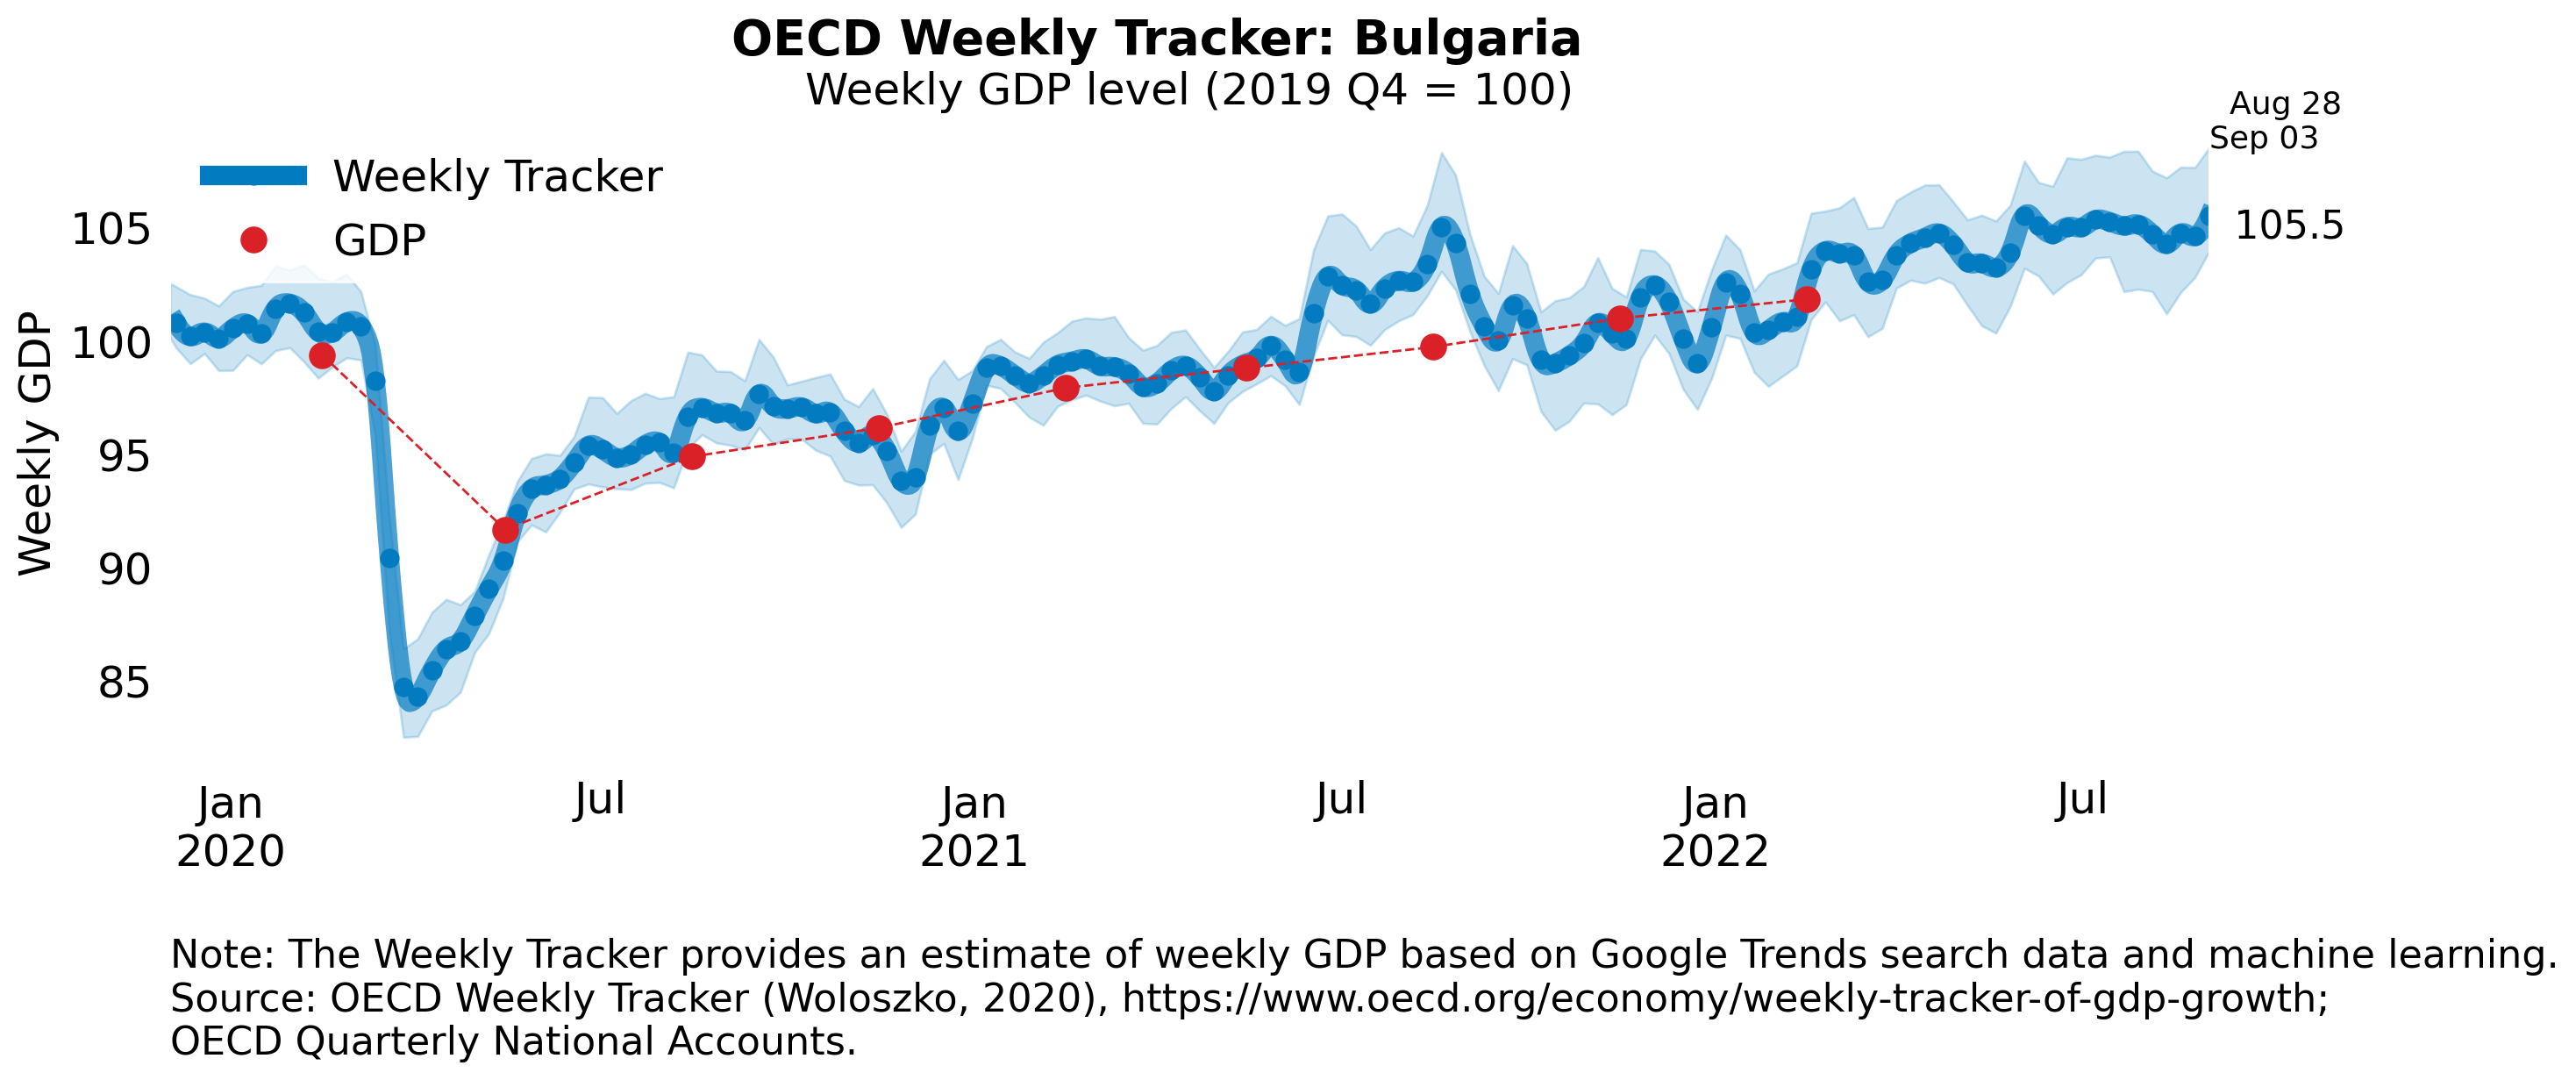 OECD Weekly Tracker: Bulgaria
Weekly GDP level (2019 Q4 = 100)
Aug 28
Sep 03
Weekly Tracker
GDP
105.5
Weekly GDP
105
100
95
90
85
Jan
2020
Jul
Jan
2021
Jul
Jan
2022
Jul
Note: The Weekly Tracker provides an estimate of weekly GDP based on Google Trends search data and machine learning.
Source: OECD Weekly Tracker (Woloszko, 2020), https://www.oecd.org/economy/weekly-tracker-of-gdp-growth;
OECD Quarterly National Accounts.